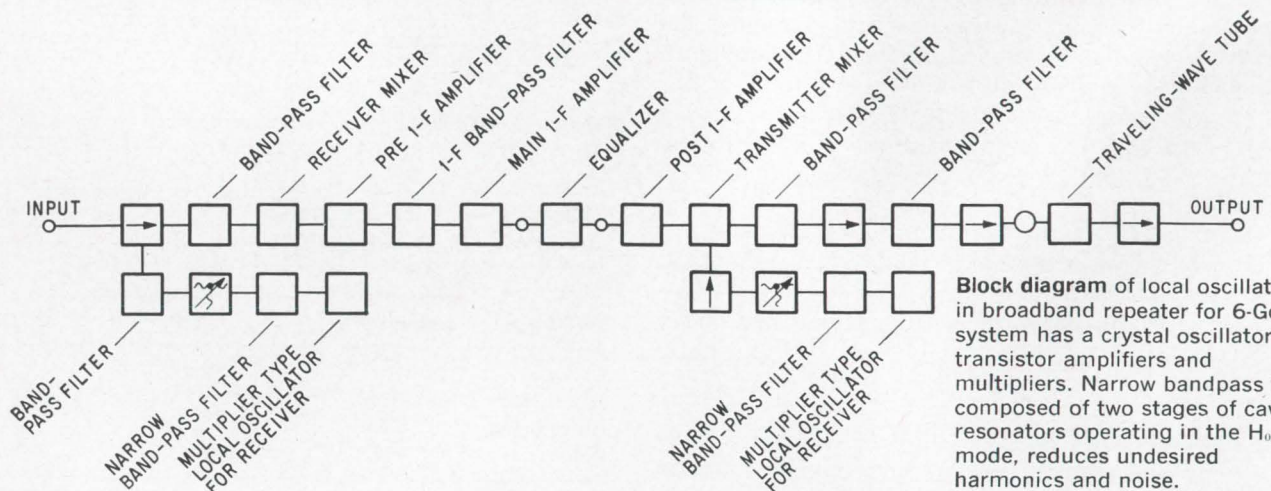 BAND-PASS FILTER
RECEIVER MIXER
PRE I-F AMPLIFIER
I-F BAND-PASS FILTER
MAIN I-F AMPLIFIER
EQUALIZER
POST I-F AMPLIFIER
TRANSMITTER MIXER
BAND-PASS FILTER
BAND-PASS FILTER
TRAVELING-WAVE TUBE
INPUT
OUTPUT
BAND-
PASS FILTER
NARROW
BAND-PASS FILTER
MULTIPLIER TYPE
LOCAL OSCILLATOR
FOR RECEIVER
NARROW
BAND-PASS FILTER
MULTIPLIER TYPE
LOCAL OSCILLATOR
FOR RECEIVER
Block diagram of local
in broadband repeater for
system has a crystal oscillator
transistor amplifiers and
multipliers. Narrow bandpass
composed of two stages of
resonators operating in the
mode, reduces undesired
harmonics and noise.